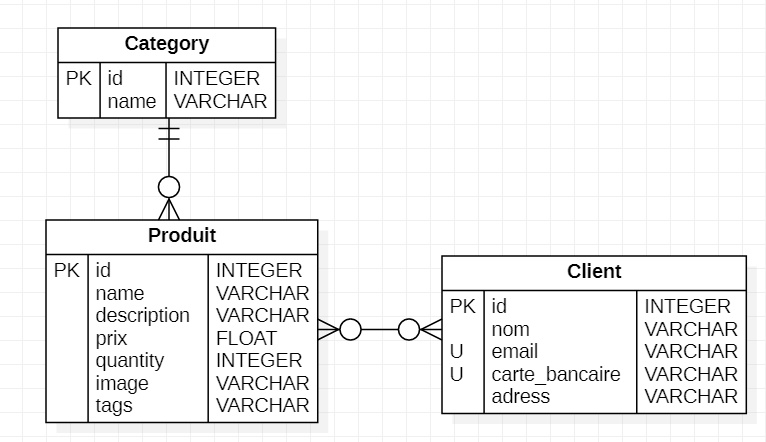 Category
PK id INTEGER
name VARCHAR
Produit
PK id INTEGER
name VARCHAR
description VARCHAR
prix FLOAT
quantity INTEGER
image VARCHAR
tags VARCHAR
Client
PK id INTEGER
nom VARCHAR
U email VARCHAR
U carte_bancaire VARCHAR
adress VARCHAR